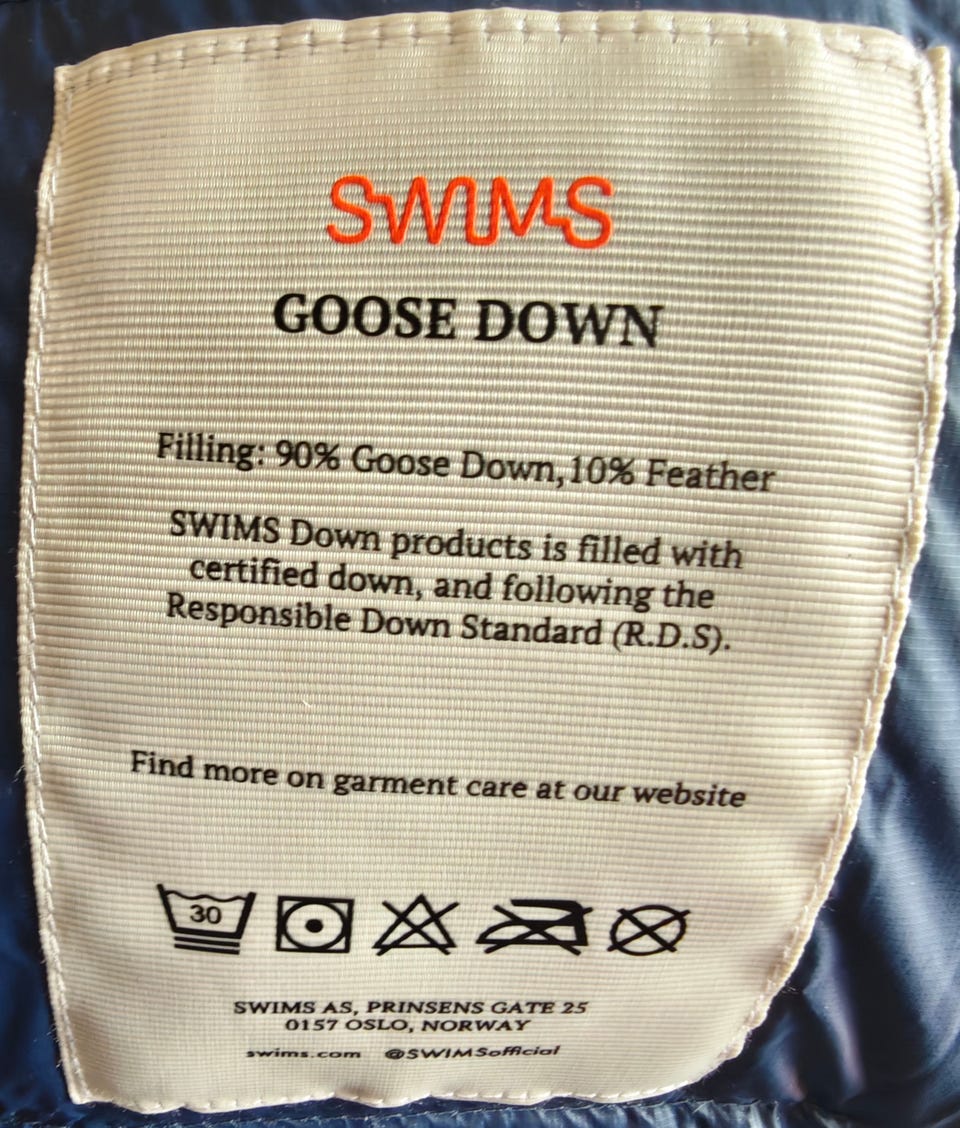 SWIMS
GOOSE DOWN
Filling: 90% Goose Down,10% Feather
SWIMS Down products is filled with
certified down, and following the
Responsible Down Standard (R.D.S).
Find more on garment care at our website
30
SWIMS AS, PRINSENS GATE 25
0157 OSLO, NORWAY
swims.com @SWIMSofficial